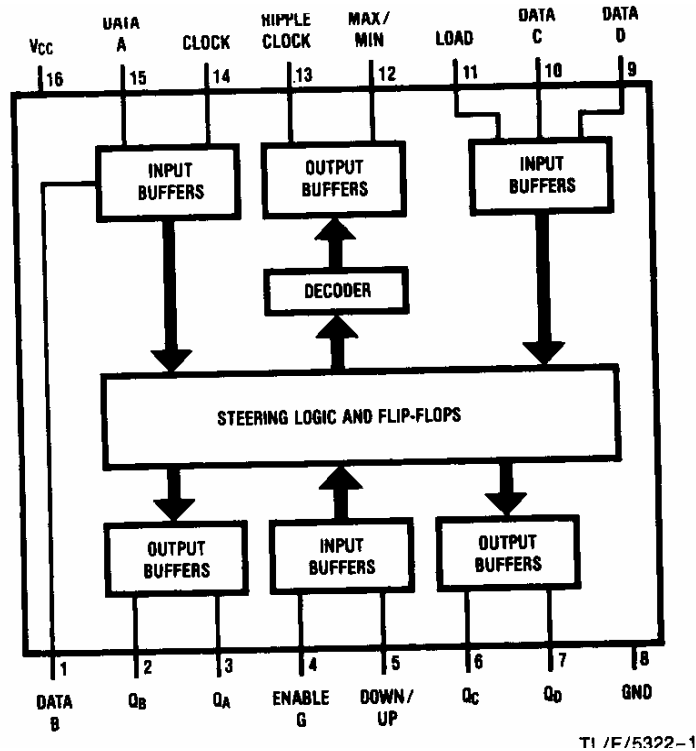 VCC
DATA
A
CLOCK
RIPPLE
CLOCK
MAX/
MIN
LOAD
DATA
C
DATA
D
16
15
14
13
12
11
10
9
INPUT
BUFFERS
OUTPUT
BUFFERS
INPUT
BUFFERS
DECODER
STEERING LOGIC AND FLIP-FLOPS
OUTPUT
BUFFERS
INPUT
BUFFERS
OUTPUT
BUFFERS
1
2
3
4
5
6
7
8
DATA
B
QB
QA
ENABLE
G
DOWN/
UP
QC
QD
GND
TL/F/5322-1